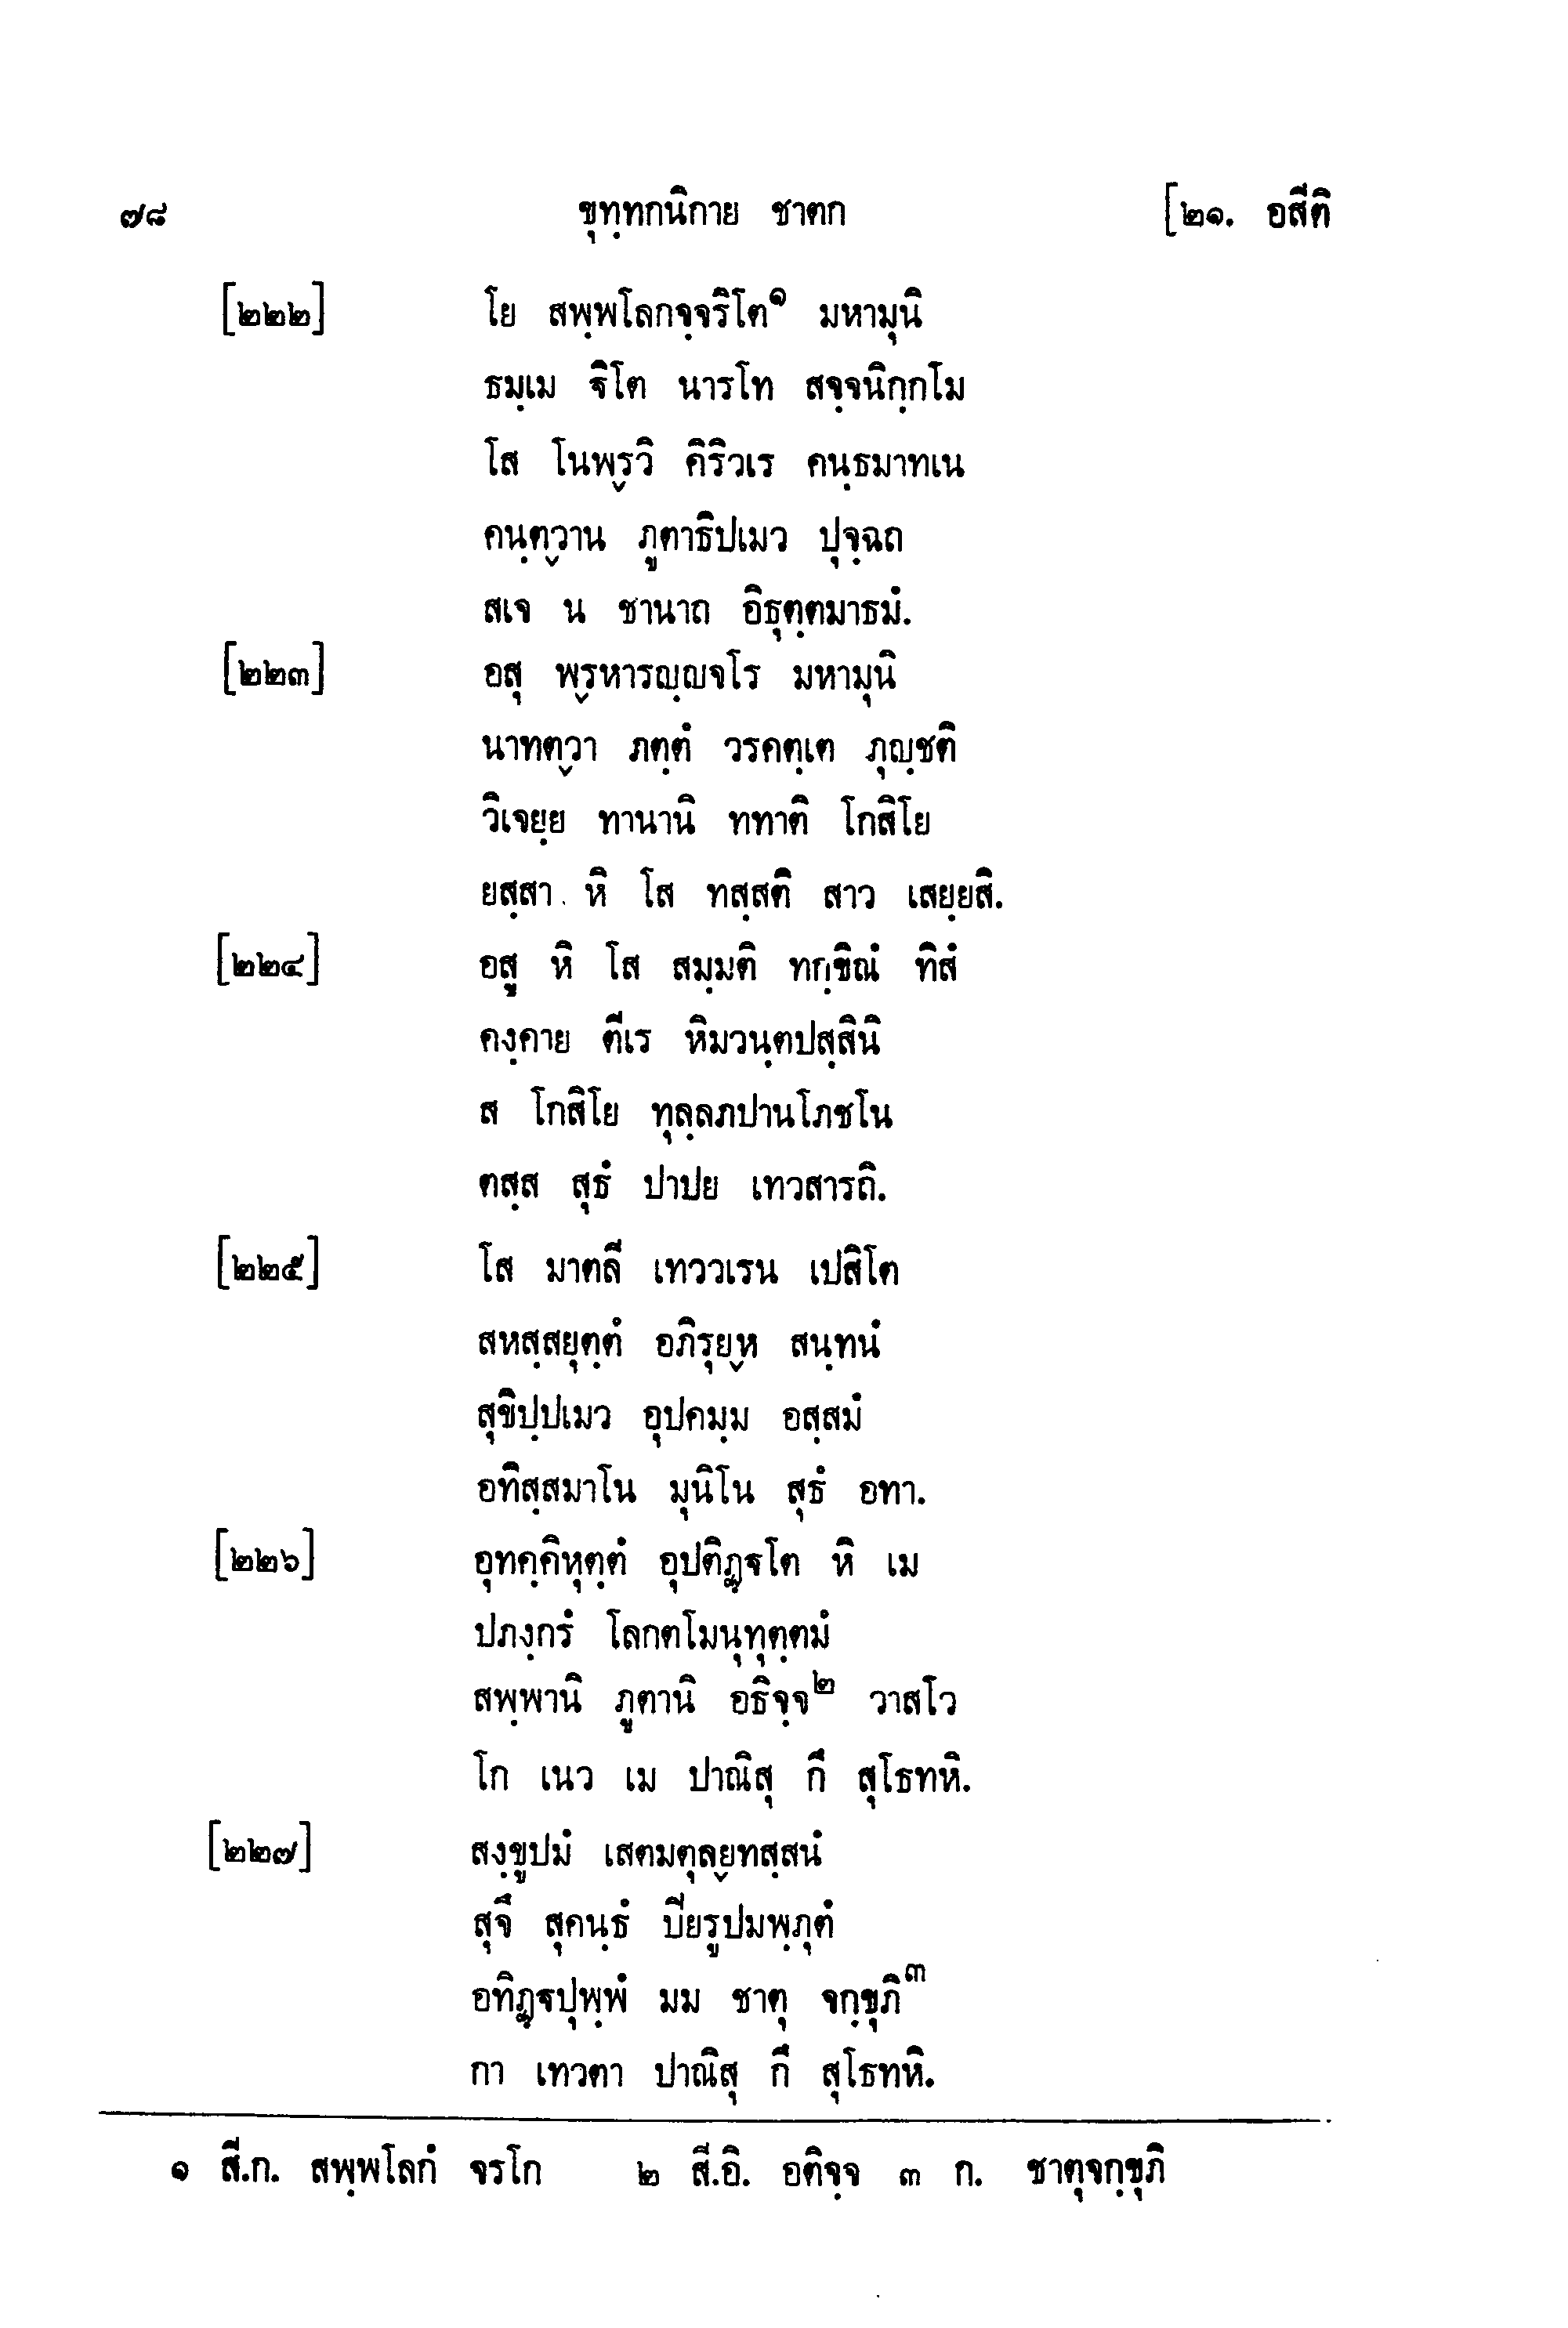 ๗๘ ขุทฺทกนิกาย ชาตก [๒๑. อสีติ
[๒๒๒] โย สพฺพโลกจฺจริโต๑ มหามุนิ
ธมฺเม ฐิโต นารโท สจฺจนิกฺกโม
โส โนพฺรูวิ คิริวเร คนฺธมาทเน
คนฺตฺวาน ภูตาธิปเมว ปุจฺฉถ
สเจ น ชานาถ อิธุตฺตมาธมํ.
[๒๒๓] อสุ พฺรหารญฺญจโร มหามุนิ
นาทตฺวา ภตฺตํ วรคตฺเต ภุญฺชติ
วิเจยฺย ทานานิ ททาติ โกสิโย
ยสฺสา หิ โส ทสฺสติ สาว เสยฺยสิ.
[๒๒๔] อสู หิ โส สมฺมติ ทกฺขิณํ ทิสํ
คงฺคาย ตีเร หิมวนฺตปสฺสินิ
ส โกสิโย ทุลฺลภปานโภชโน
ตสฺส สุธํ ปาปย เทวสารถิ.
[๒๒๕] โส มาตลี เทววเรน เปสิโต
สหสฺสยุตฺตํ อภิรุยฺห สนฺทนํ
สุขิปฺปเมว อุปคมฺม อสฺสมํ
อทิสฺสมาโน มุนิโน สุธํ อทา.
[๒๒๖] อุทคฺคิหุตฺตํ อุปติฏฺฐโต หิ เม
ปภงฺกรํ โลกตโมนุทุตฺตมํ
สพฺพานิ ภูตานิ อธิจฺจ๒ วาสโว
โก เนว เม ปาณิสุ กึ สุโธทหิ.
[๒๒๗] สงฺขูปมํ เสตมตุลฺยทสฺสนํ
สุจึ สุคนฺธํ ปิยรูปมพฺภุตํ
อทิฏฺฐปุพฺพํ มม ชาตุ จกฺขุภิ๓
กา เทวตา ปาณิสุ กึ สุโธทหิ.
๑ สี.ก. สพฺพโลกํ จรโก ๒ สี.อิ. อติจฺจ ๓ ก. ชาตุจกฺขุภิ